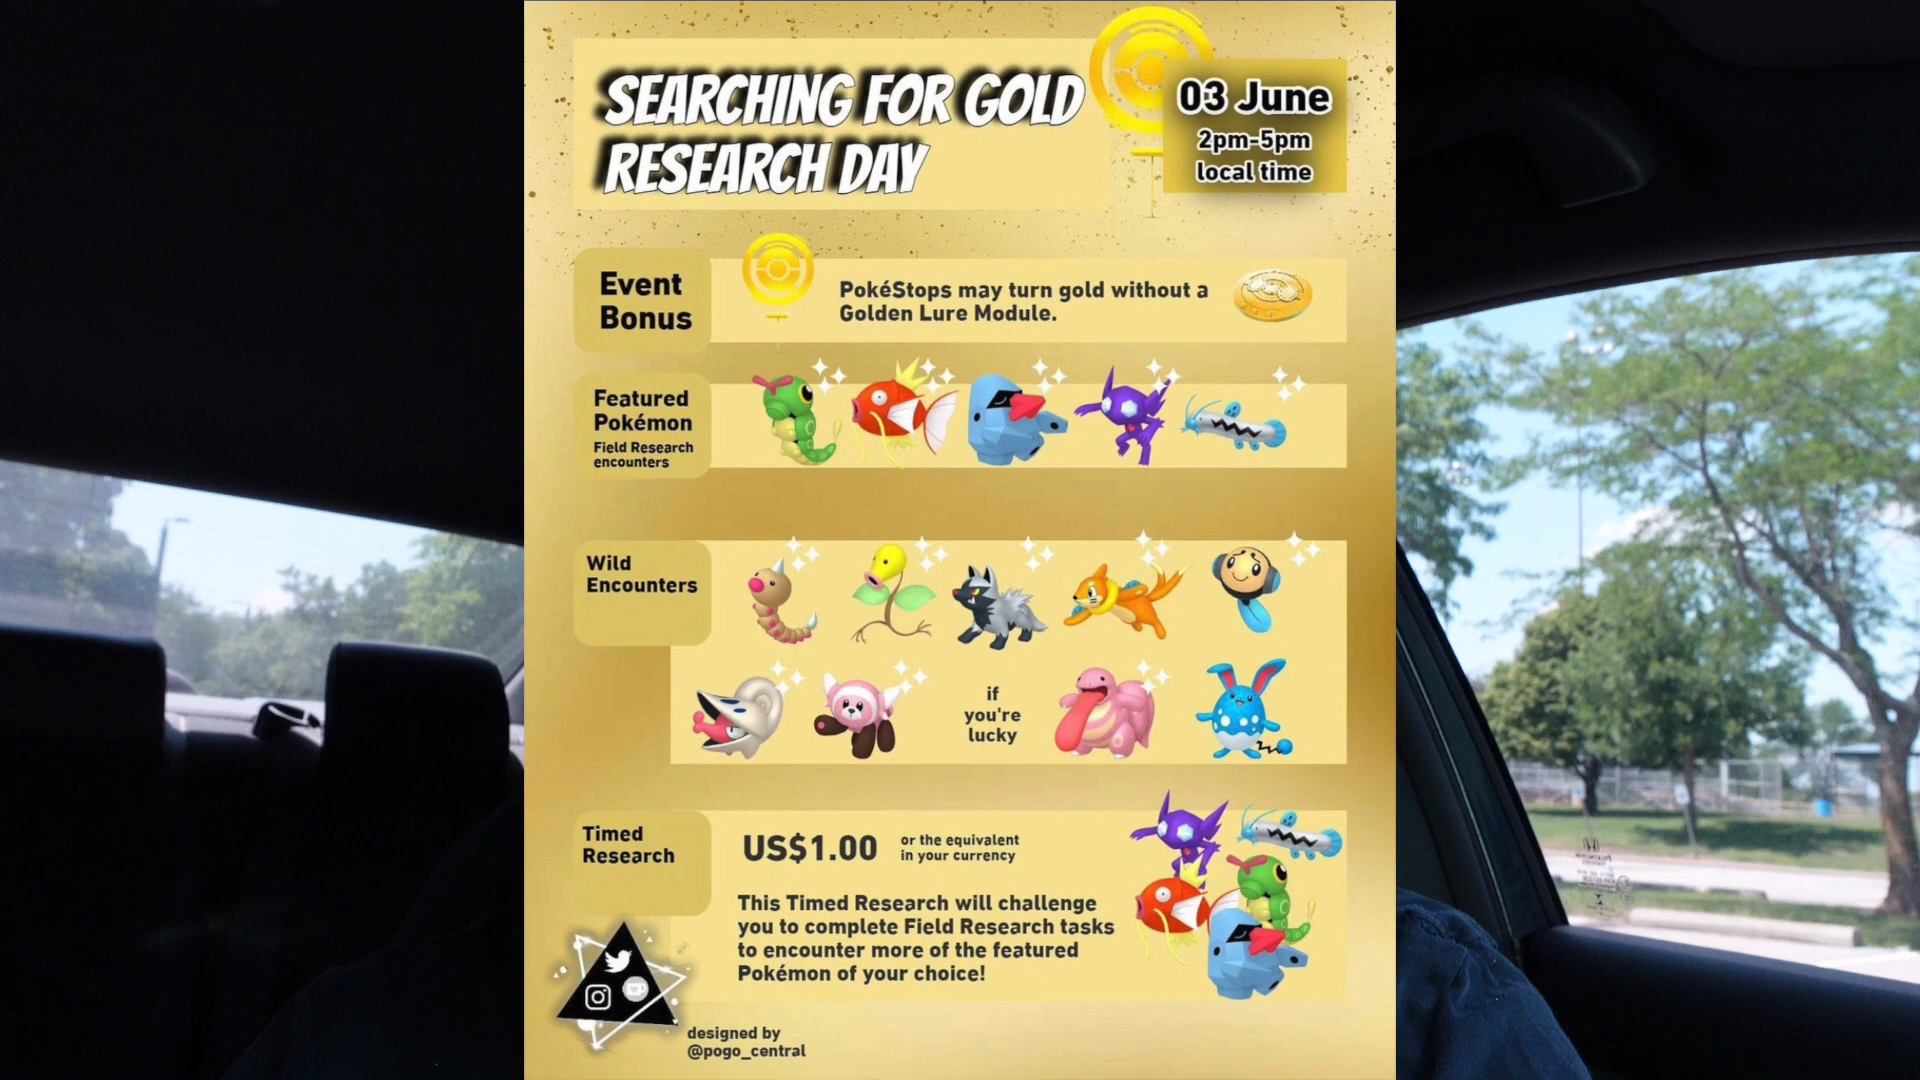 SEARCHING FOR GOLD
RESEARCH DAY
03 June
2pm-5pm
local time
Event
Bonus
PokéStops may turn gold without a
Golden Lure Module.
Featured
Pokémon
Field Research
encounters
Wild
Encounters
if
you're
lucky
Timed
Research
US$1.00
or the equivalent
in your currency
This Timed Research will challenge
you to complete Field Research tasks
to encounter more of the featured
Pokémon of your choice!
designed by
@pogo_central